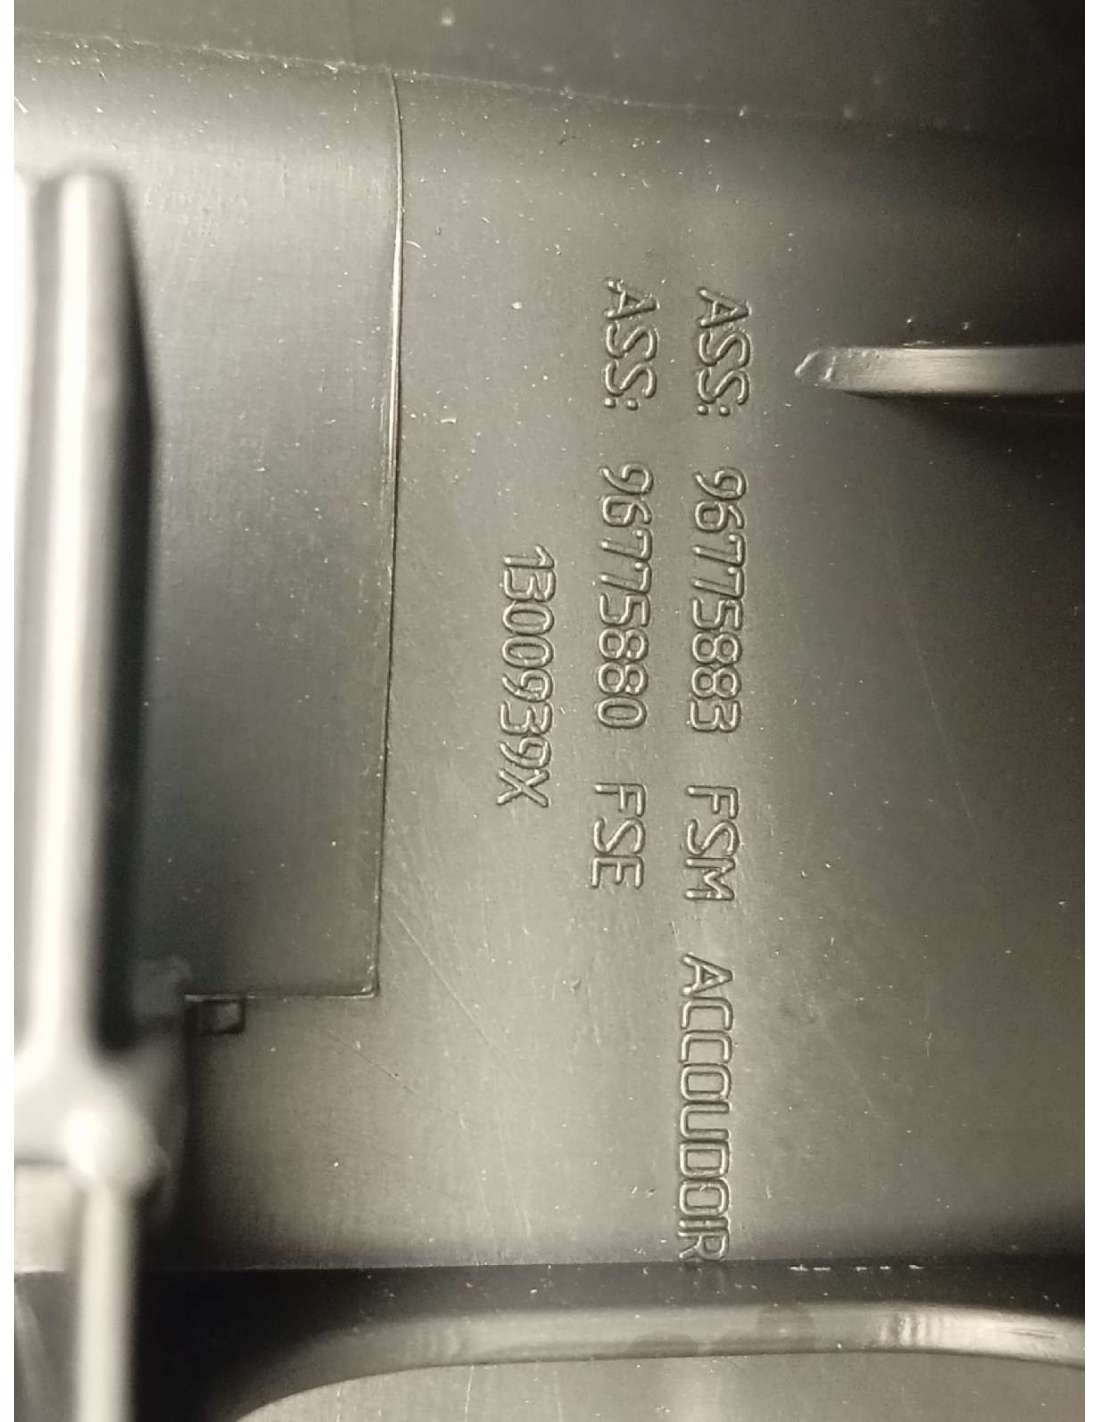 ASS: 96775883 FSM ACCOUDOIR
ASS: 96775880 FSE
1300939X